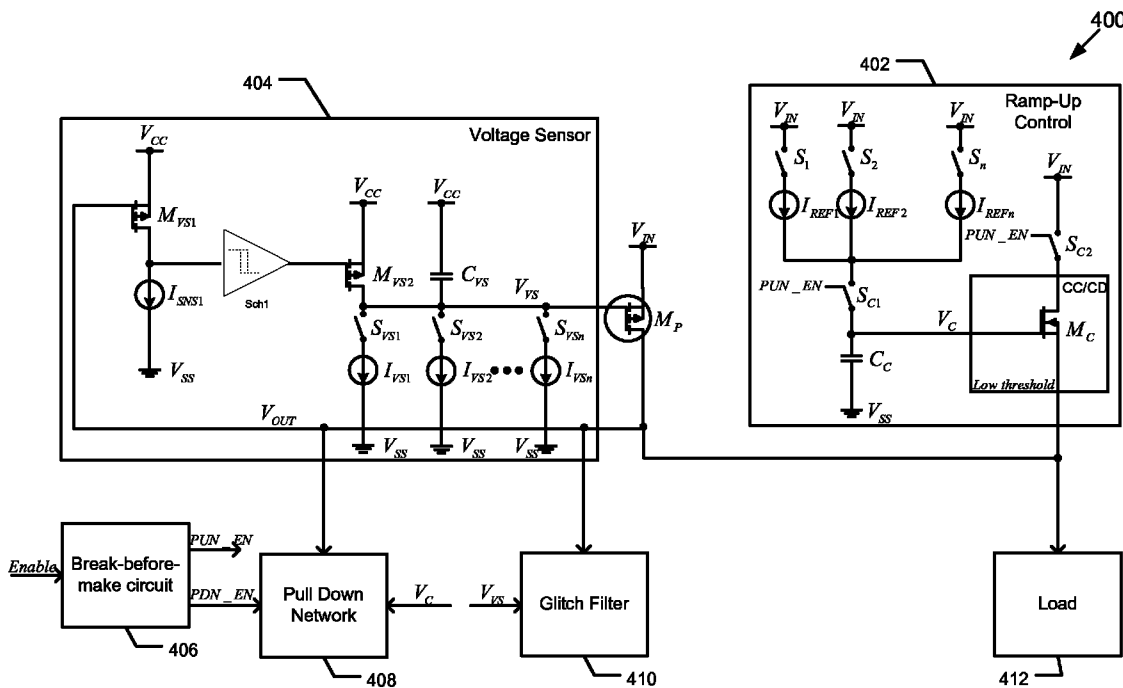 400
404
402
Voltage Sensor
Ramp-Up
Control
V_CC
M_VS1
I_SNS1
V_SS
Sch1
V_CC
V_CC
M_VS2
C_VS
V_VS
S_VS1
S_VS2
S_VSn
I_VS1
I_VS2
I_VSn
V_SS
V_SS
V_SS
V_OUT
V_IN
M_P
V_IN
V_IN
V_IN
S_1
S_2
S_n
I_REF1
I_REF2
I_REFn
V_IN
PUN_EN
S_C2
PUN_EN
S_C1
CC/CD
V_C
M_C
C_C
Low threshold
V_SS
Enable
Break-before-
make circuit
PUN_EN
PDN_EN
406
Pull Down
Network
408
V_C
V_VS
Glitch Filter
410
Load
412